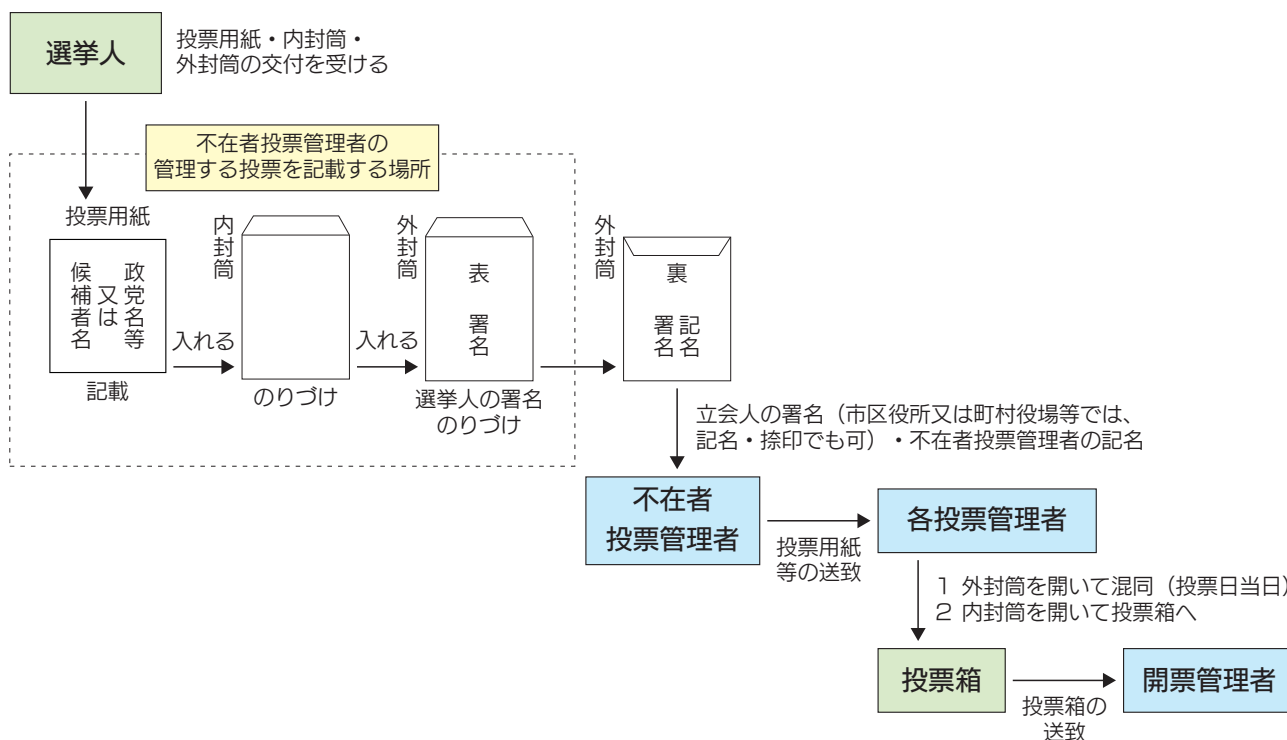 選挙人
投票用紙・内封筒・
外封筒の交付を受ける
不在者投票管理者の
管理する投票を記載する場所
投票用紙
政党名等
又は
候補者名
記載
入れる
内封筒
のりづけ
入れる
外封筒
表
署名
選挙人の署名
のりづけ
外封筒
裏
記名
署名
立会人の署名（市区役所又は町村役場等では、
記名・捺印でも可）・不在者投票管理者の記名
不在者
投票管理者
投票用紙
等の送致
各投票管理者
1 外封筒を開いて混同（投票日当日）
2 内封筒を開いて投票箱へ
投票箱
投票箱の
送致
開票管理者